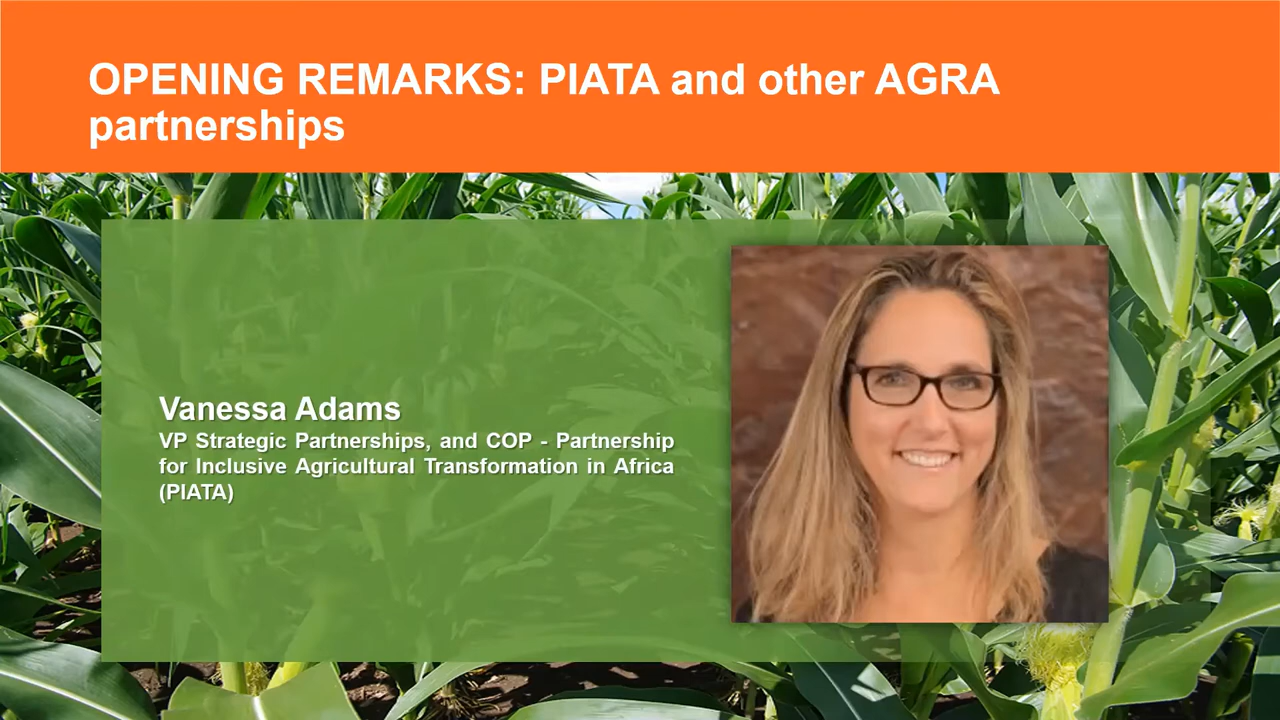 OPENING REMARKS: PIATA and other AGRA
partnerships
Vanessa Adams
VP Strategic Partnerships, and COP - Partnership
for Inclusive Agricultural Transformation in Africa
(PIATA)